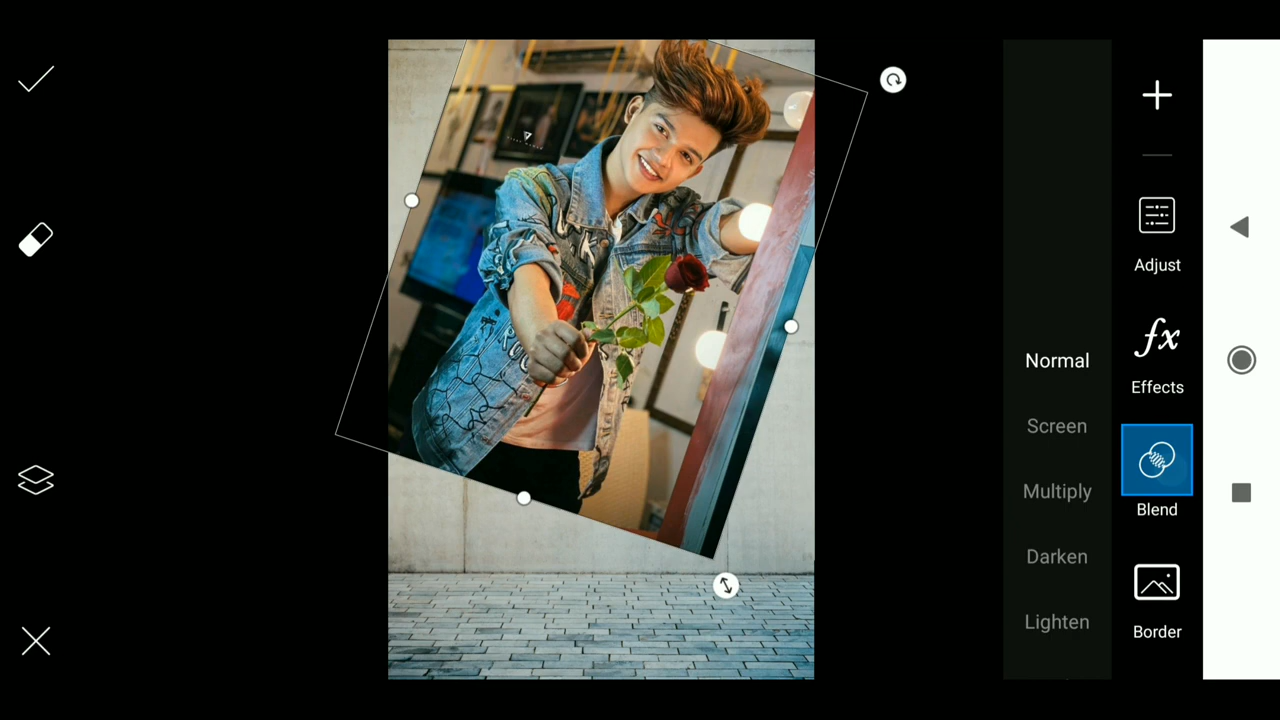 Adjust
Effects
Normal
Screen
Multiply
Blend
Darken
Lighten
Border